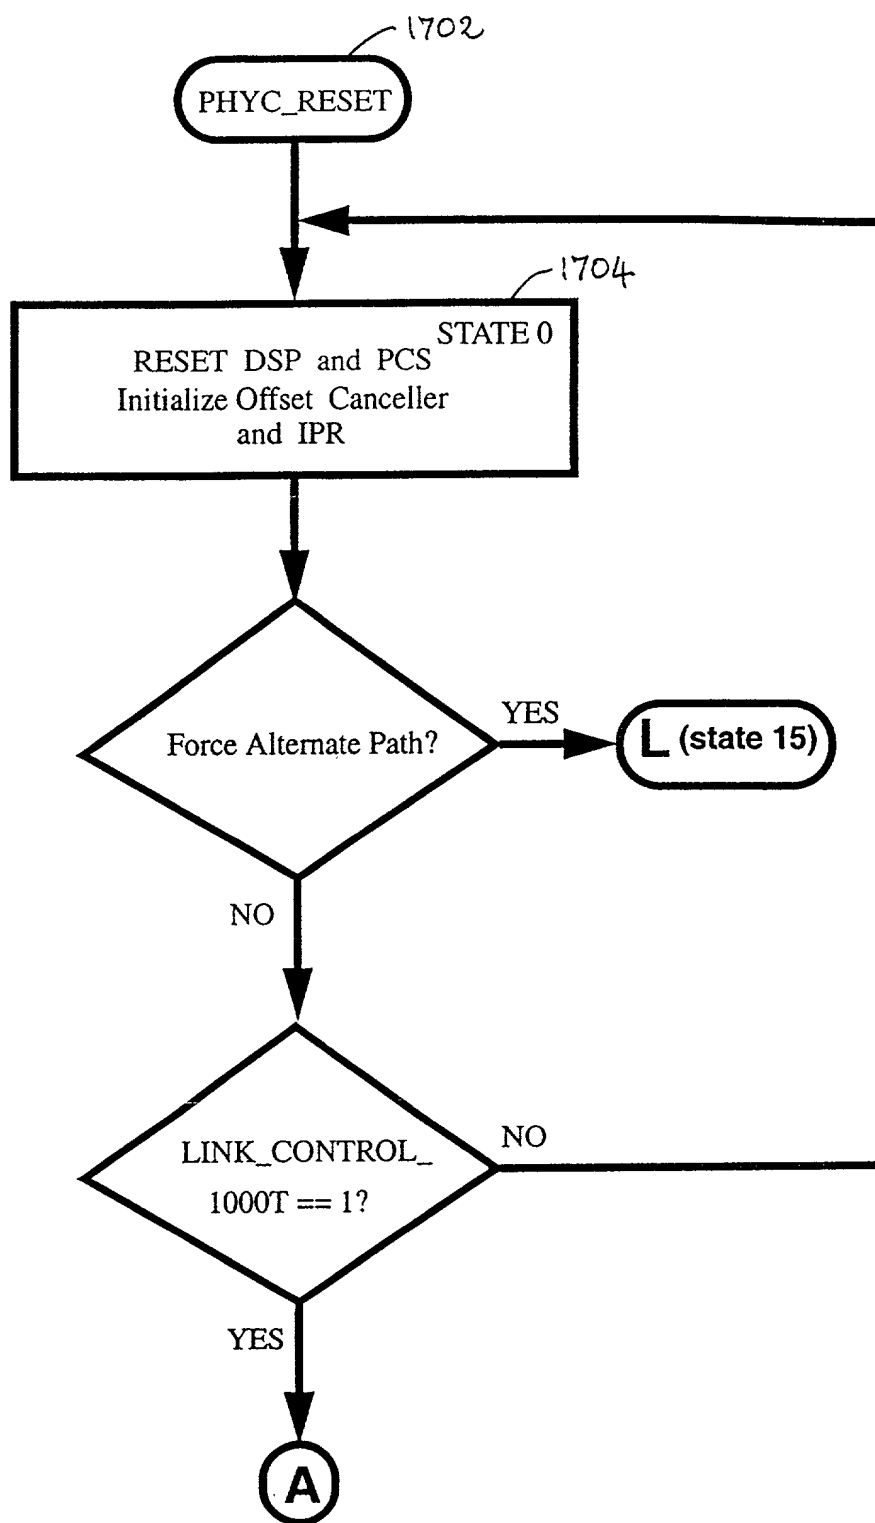 1702
PHYC_RESET
1704
STATE 0
RESET DSP and PCS
Initialize Offset Canceller
and IPR
Force Alternate Path?
YES
L (state 15)
NO
LINK_CONTROL_
1000T == 1?
NO
YES
A